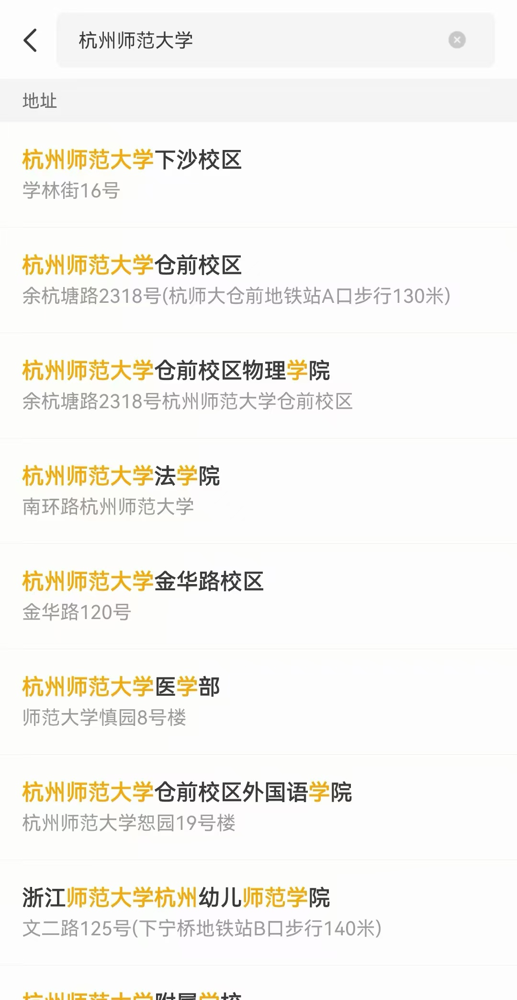 杭州师范大学
地址
杭州师范大学下沙校区
学林街16号
杭州师范大学仓前校区
余杭塘路2318号(杭师大仓前地铁站A口步行130米)
杭州师范大学仓前校区物理学院
余杭塘路2318号杭州师范大学仓前校区
杭州师范大学法学院
南环路杭州师范大学
杭州师范大学金华路校区
金华路120号
杭州师范大学医学部
师范大学慎园8号楼
杭州师范大学仓前校区外国语学院
杭州师范大学恕园19号楼
浙江师范大学杭州幼儿师范学院
文二路125号(下宁桥地铁站B口步行140米)
杭州师范大学附属学校